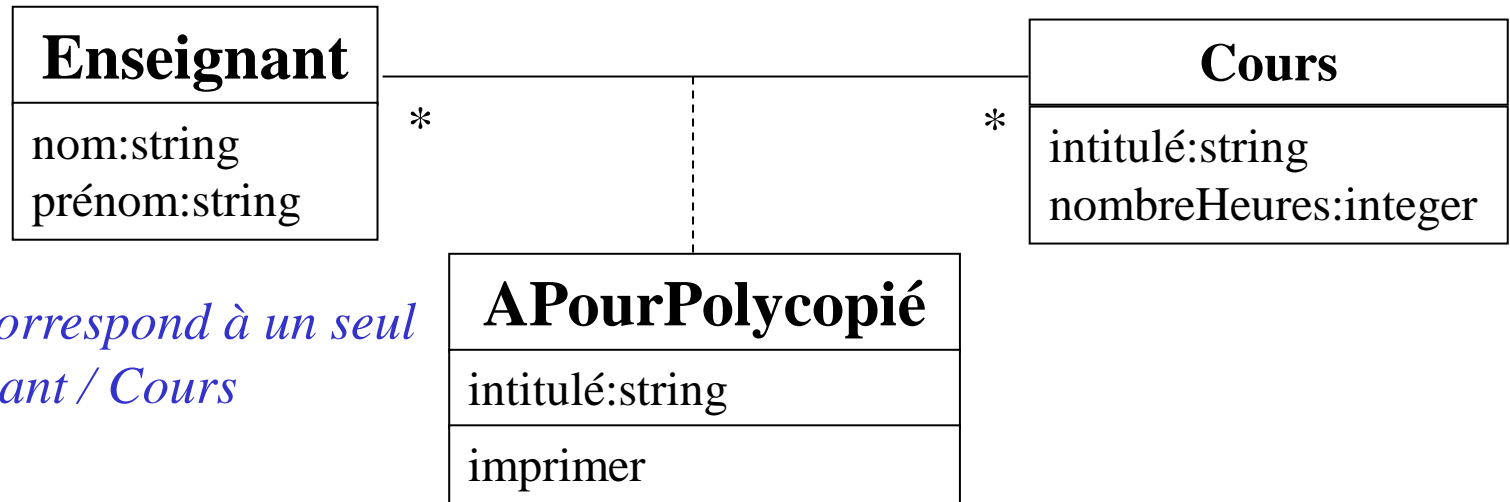 Enseignant
nom:string
prénom:string
*
*
Cours
intitulé:string
nombreHeures:integer
orrespond à un seul
ant / Cours
APourPolycopié
intitulé:string
imprimer